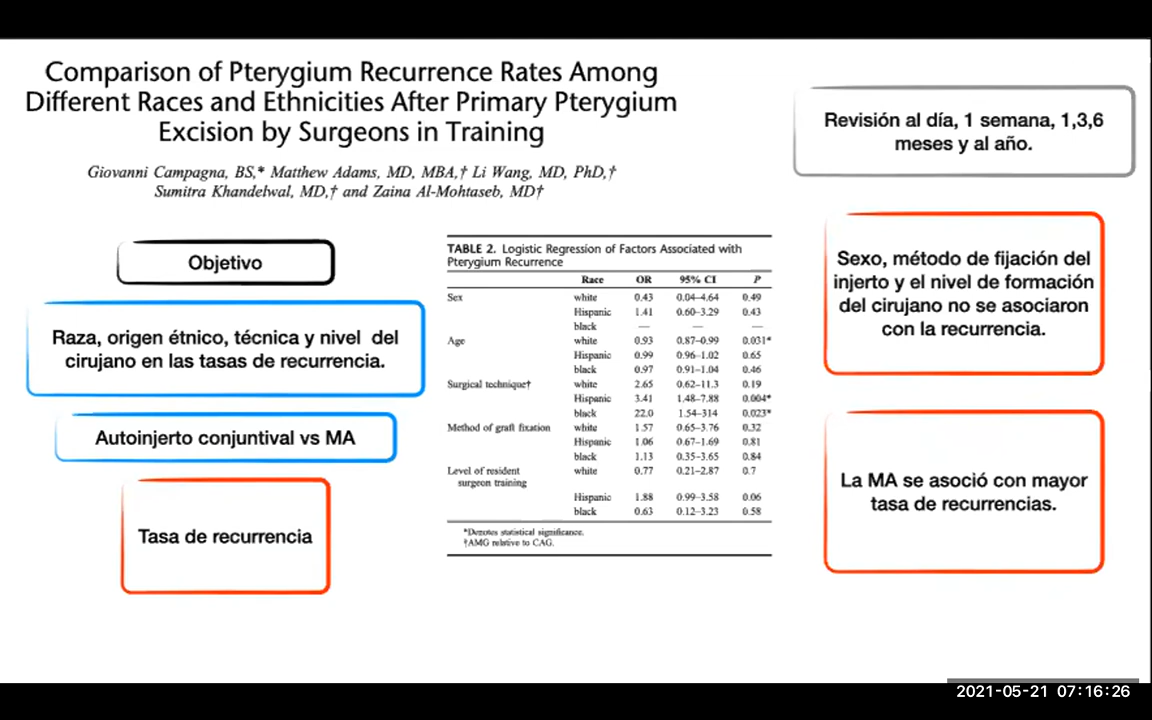 Comparison of Pterygium Recurrence Rates Among
Different Races and Ethnicities After Primary Pterygium
Excision by Surgeons in Training
Giovanni Campagna, BS,* Matthew Adams, MD, MBA,† Li Wang, MD, PhD,†
Sumitra Khandelwal, MD,† and Zaina Al-Mohtaseb, MD†
Objetivo
Raza, origen étnico, técnica y nivel del
cirujano en las tasas de recurrencia.
Autoinjerto conjuntival vs MA
Tasa de recurrencia
TABLE 2. Logistic Regression of Factors Associated with
Pterygium Recurrence
Race OR 95% CI P
Sex white 0.43 0.04–4.64 0.49
Hispanic 1.41 0.60–3.29 0.43
black — — —
Age white 0.93 0.87–0.99 0.031*
Hispanic 0.99 0.96–1.02 0.65
black 0.97 0.91–1.04 0.46
Surgical technique† white 2.65 0.62–11.3 0.19
Hispanic 3.41 1.48–7.88 0.004*
black 22.0 1.54–314 0.023*
Method of graft fixation white 1.57 0.65–3.76 0.32
Hispanic 1.06 0.67–1.69 0.81
black 1.13 0.35–3.65 0.84
Level of resident white 0.77 0.21–2.87 0.7
surgeon training
Hispanic 1.88 0.99–3.58 0.06
black 0.63 0.12–3.23 0.58
*Denotes statistical significance.
†AMG relative to CAG.
Revisión al día, 1 semana, 1,3,6
meses y al año.
Sexo, método de fijación del
injerto y el nivel de formación
del cirujano no se asociaron
con la recurrencia.
La MA se asoció con mayor
tasa de recurrencias.
2021-05-21 07:16:26